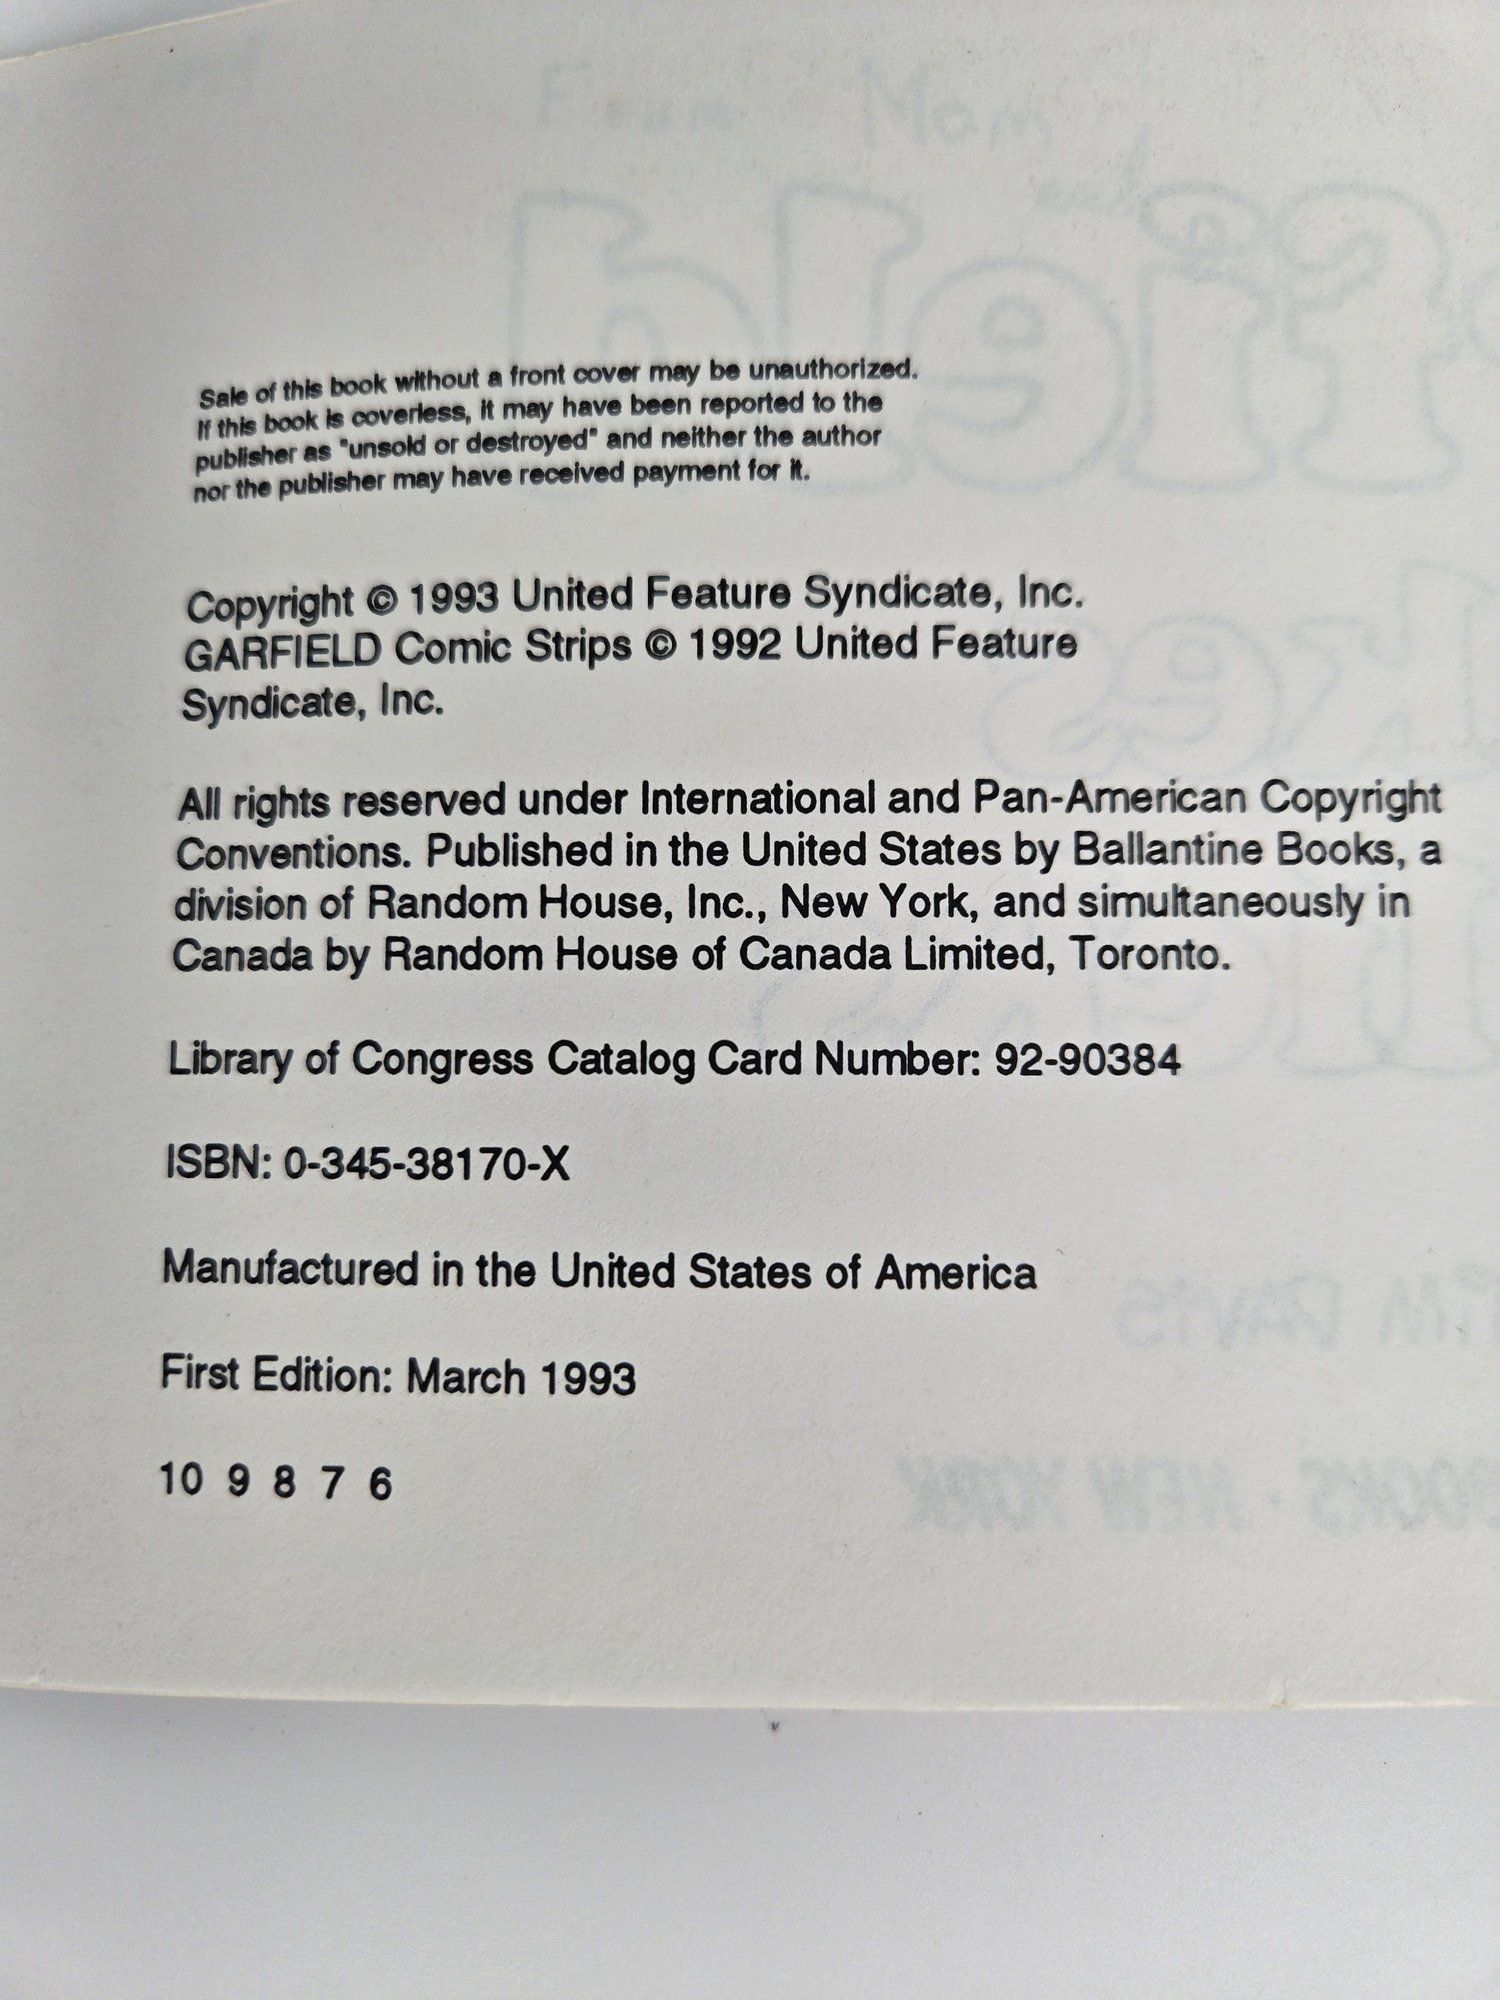 Sale of this book without a front cover may be unauthorized.
If this book is coverless, it may have been reported to the
publisher as "unsold or destroyed" and neither the author
nor the publisher may have received payment for it.
Copyright © 1993 United Feature Syndicate, Inc.
GARFIELD Comic Strips © 1992 United Feature
Syndicate, Inc.
All rights reserved under International and Pan-American Copyright
Conventions. Published in the United States by Ballantine Books, a
division of Random House, Inc., New York, and simultaneously in
Canada by Random House of Canada Limited, Toronto.
Library of Congress Catalog Card Number: 92-90384
ISBN: 0-345-38170-X
Manufactured in the United States of America
First Edition: March 1993
10 9 8 7 6